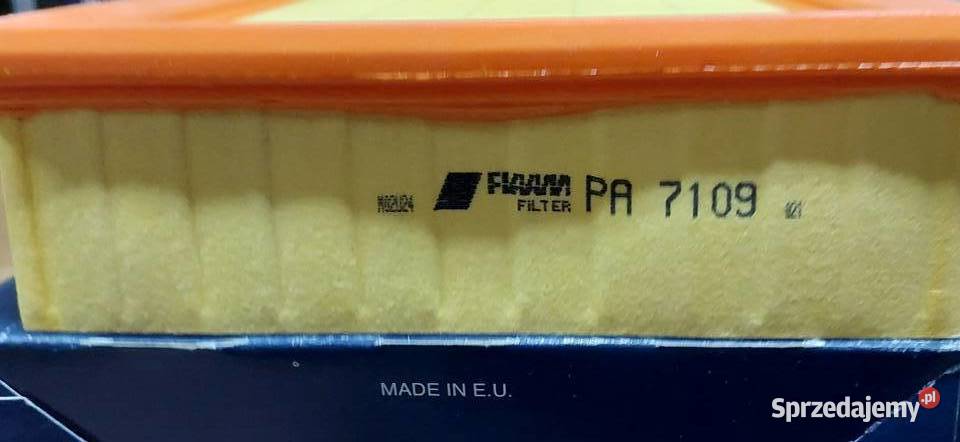 FIAAM
FILTER
PA 7109
MADE IN E.U.
Sprzedajemy.pl